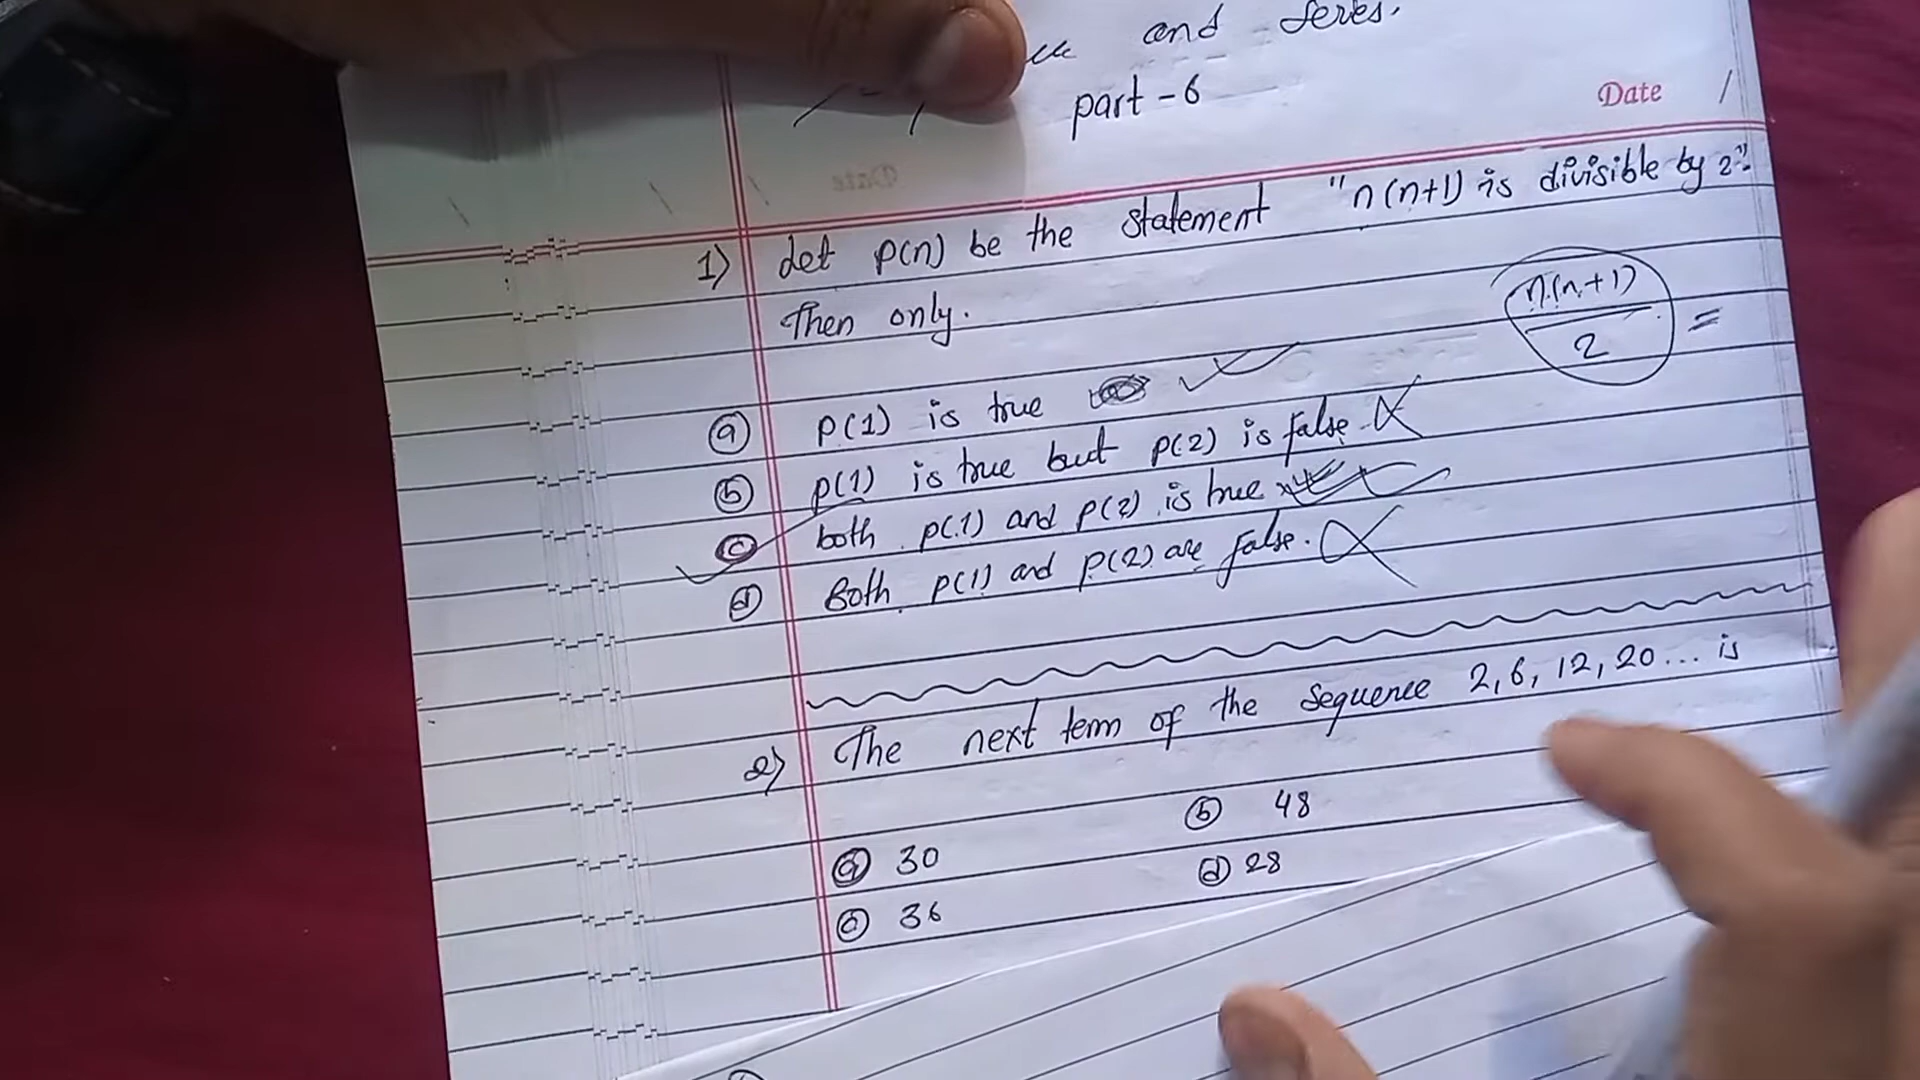 and Seres.
part - 6
Date /
Date
1) Let p(n) be the statement "n(n+1) is divisible by 2".
Then only.
n(n+1)
2
=
(a) p(1) is true
(b) p(1) is true but p(2) is false.
(c) both p(1) and p(2) is true
(d) Both p(1) and p(2) are false.
2) The next term of the sequence 2, 6, 12, 20 ... is
(a) 30 (b) 48
(c) 36 (d) 28